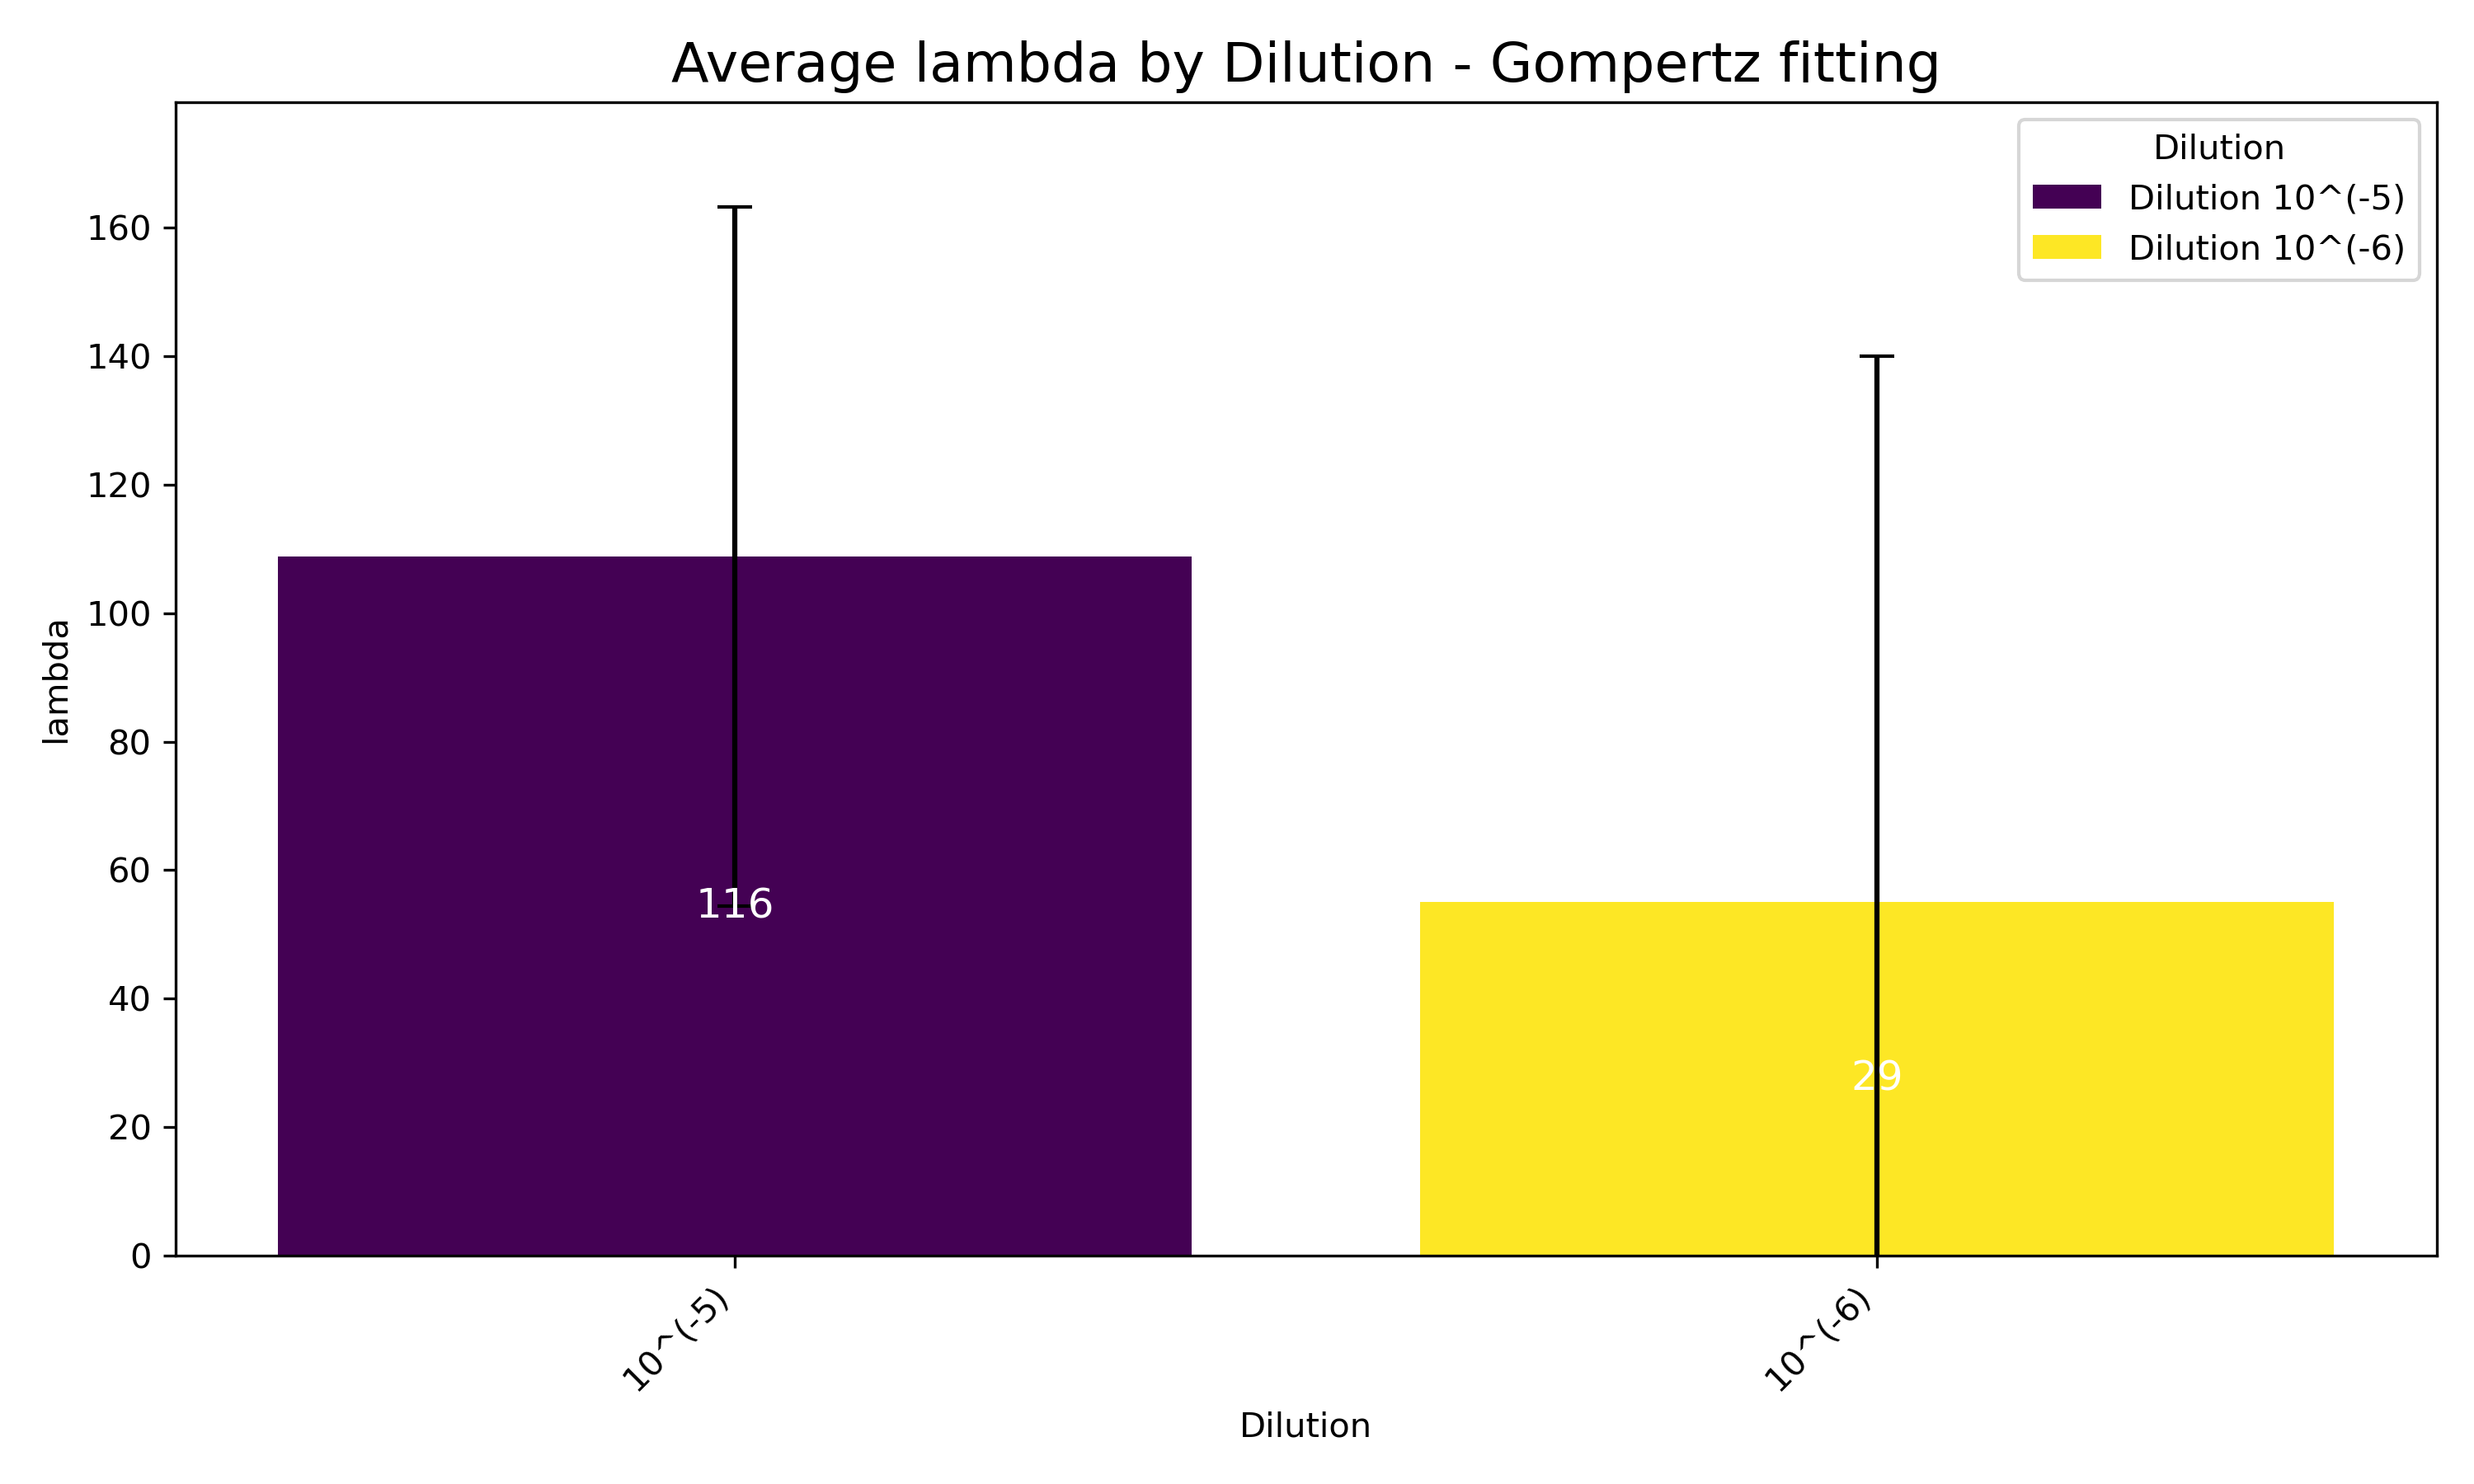 Average lambda by Dilution - Gompertz fitting
Dilution
Dilution 10^(-5)
Dilution 10^(-6)
160
140
120
100
80
60
40
20
0
lambda
116
29
10^(-5)
10^(-6)
Dilution